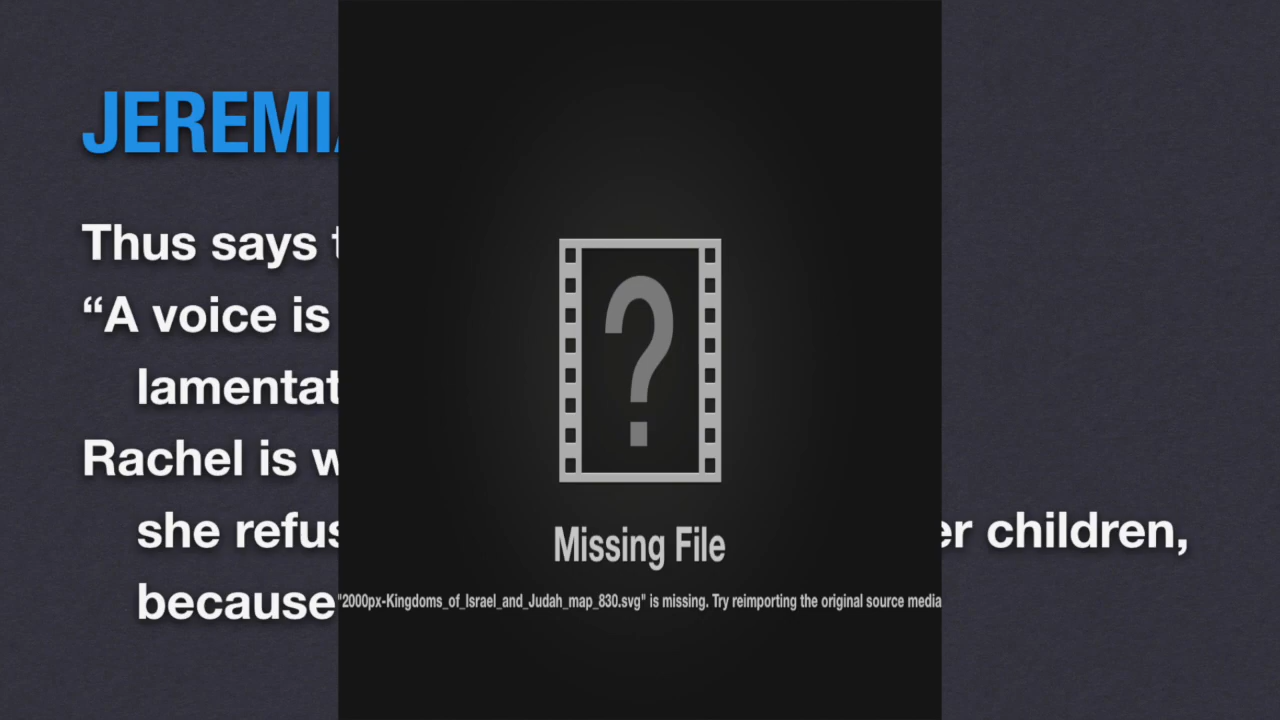 JEREMI
Thus says
“A voice is
lamentat
Rachel is w
she refus er children,
because
?
Missing File
"2000px-Kingdoms_of_Israel_and_Judah_map_830.svg" is missing. Try reimporting the original source media